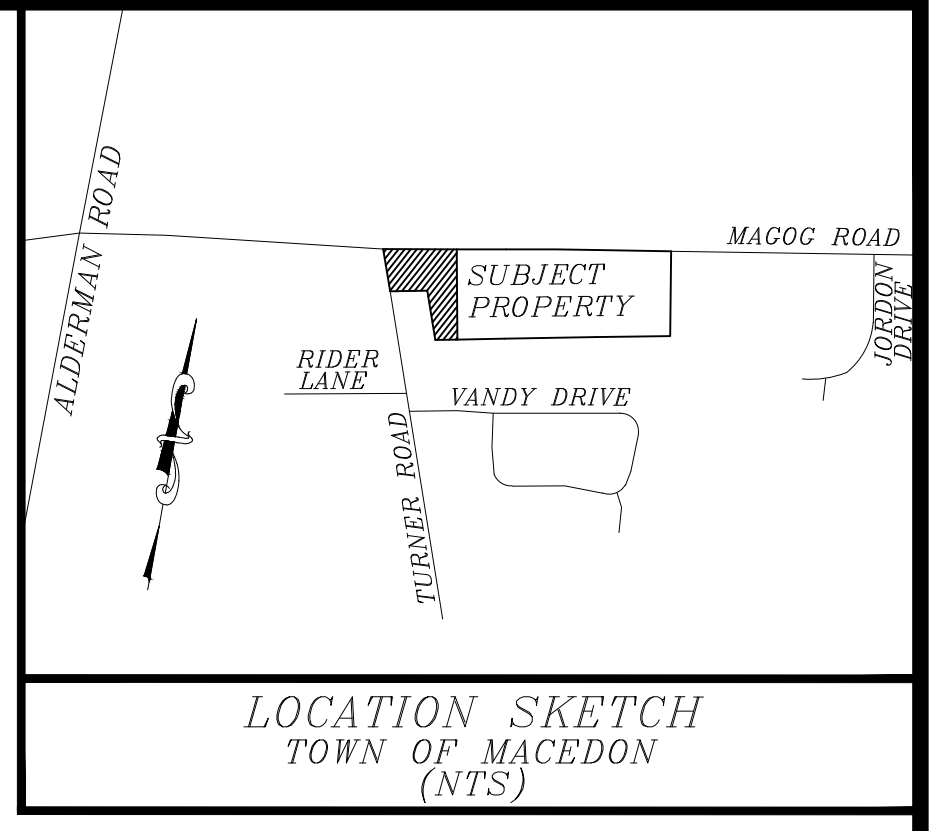 ALDERMAN ROAD
MAGOG ROAD
SUBJECT
PROPERTY
JORDON
DRIVE
RIDER
LANE
VANDY DRIVE
TURNER ROAD
LOCATION SKETCH
TOWN OF MACEDON
(NTS)